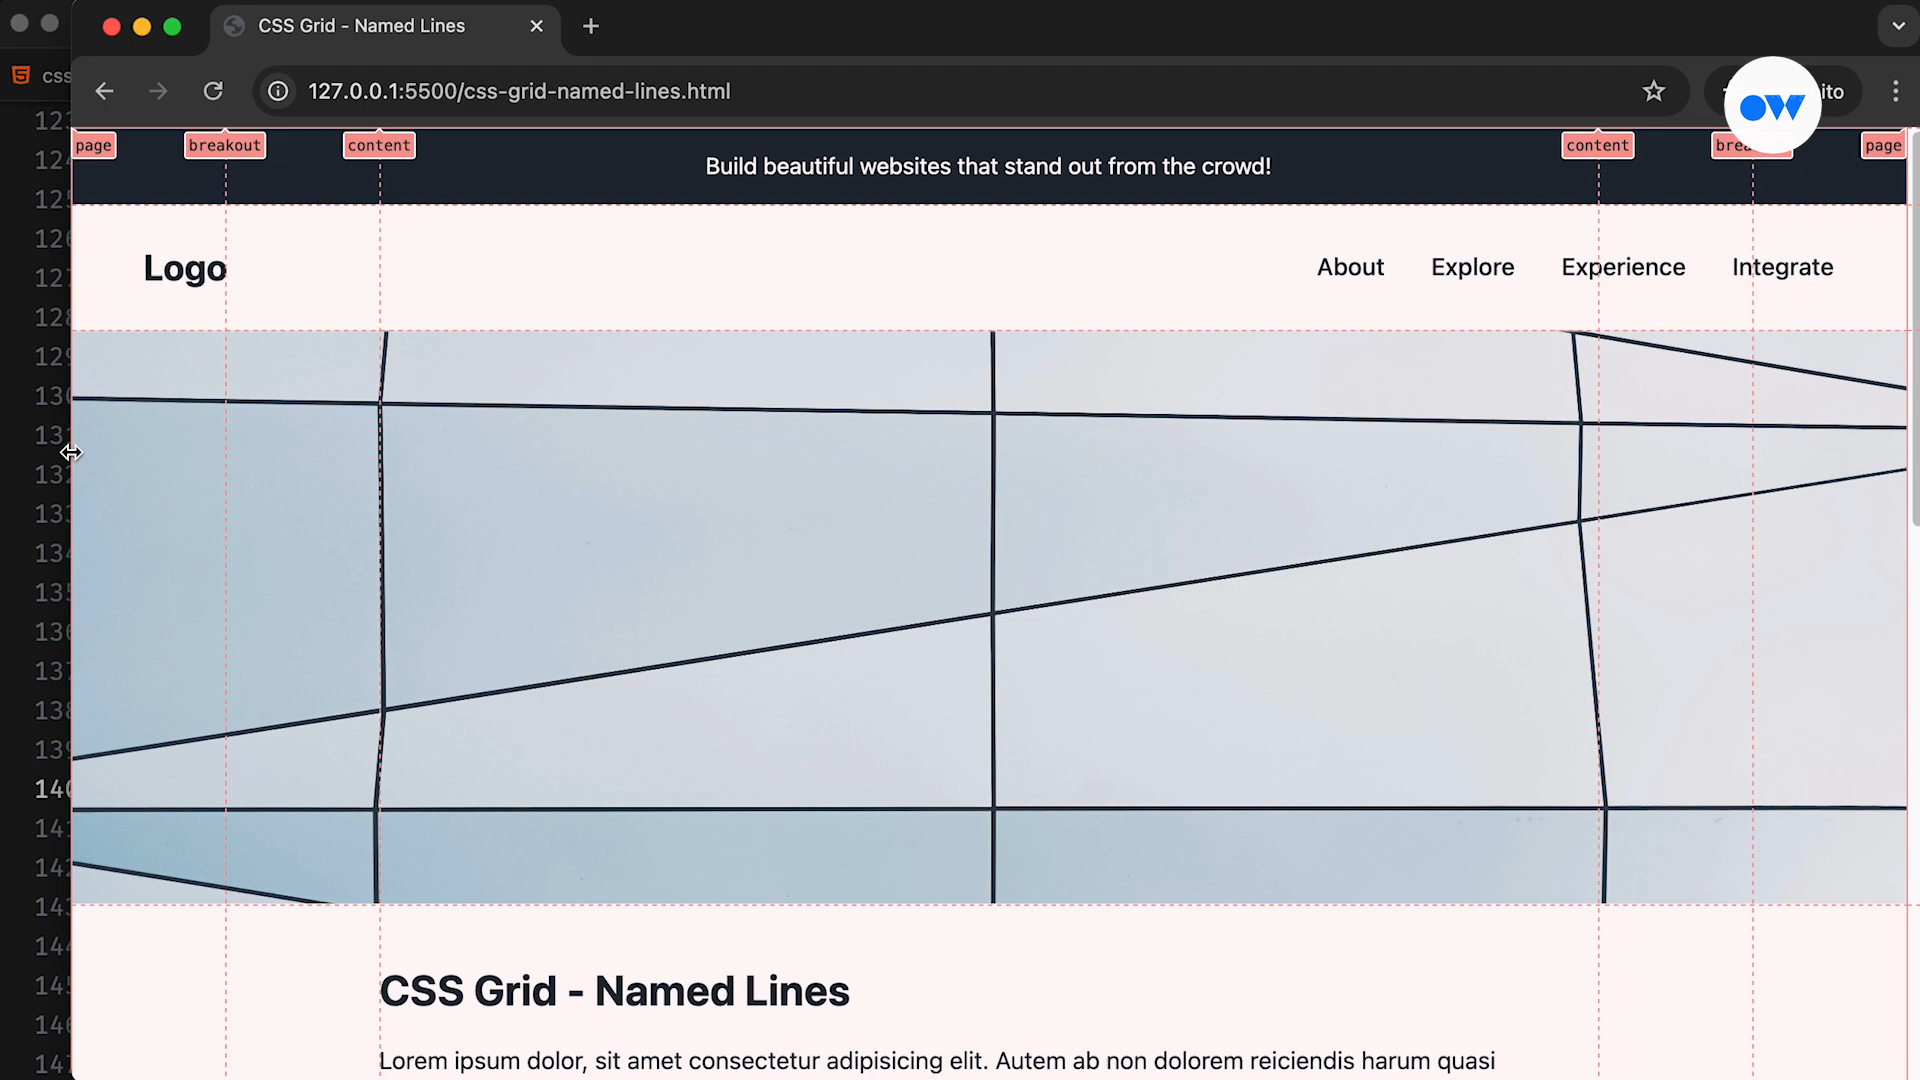 CSS Grid - Named Lines
css
127.0.0.1:5500/css-grid-named-lines.html
OW
page
breakout
content
content
page
Build beautiful websites that stand out from the crowd!
Logo
About
Explore
Experience
Integrate
CSS Grid - Named Lines
Lorem ipsum dolor, sit amet consectetur adipisicing elit. Autem ab non dolorem reiciendis harum quasi